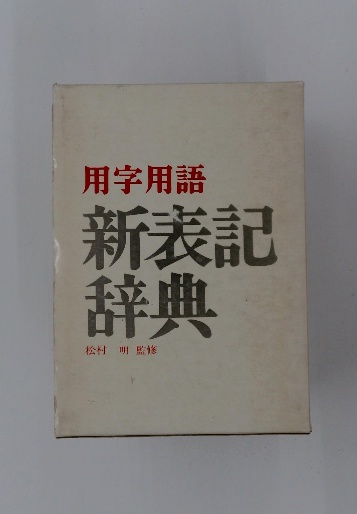 用字用語
新表記
辞典
松村 明 監修